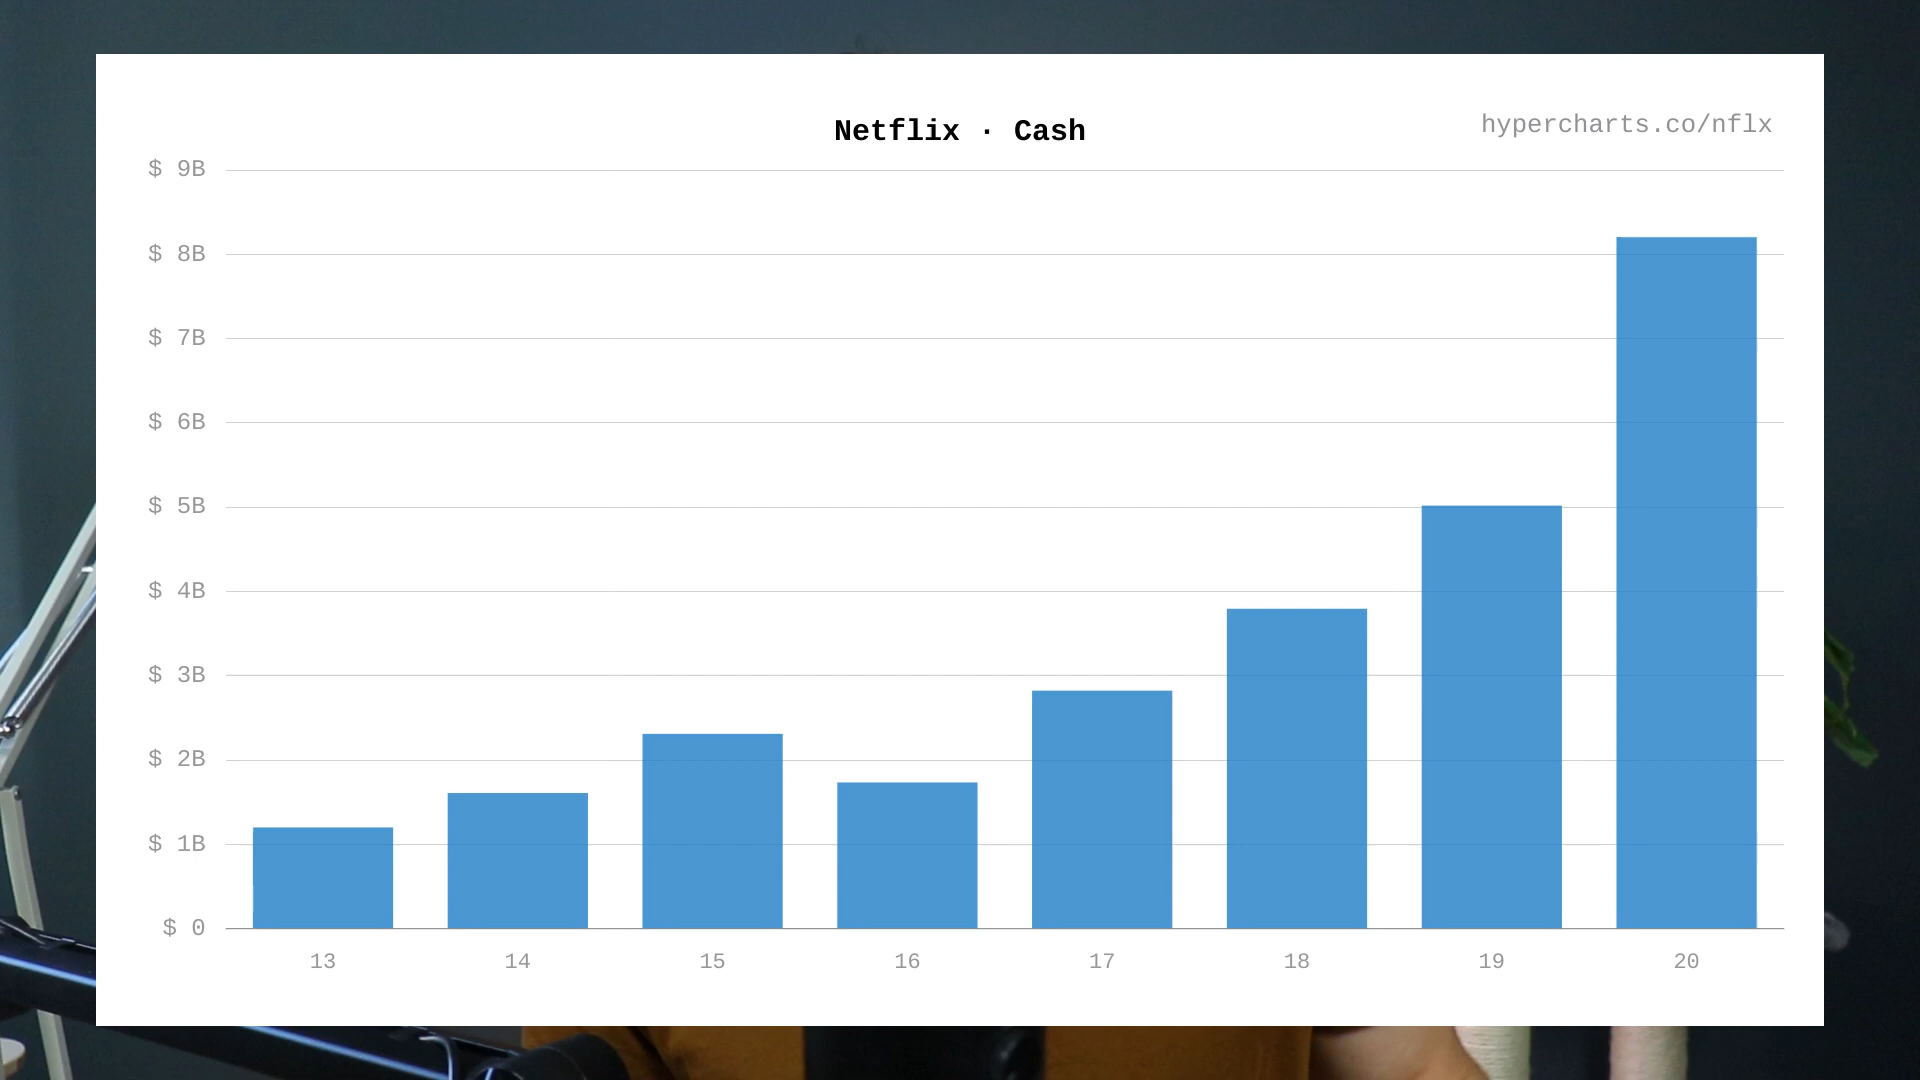 Netflix · Cash
hypercharts.co/nflx
$ 9B
$ 8B
$ 7B
$ 6B
$ 5B
$ 4B
$ 3B
$ 2B
$ 1B
$ 0
13 14 15 16 17 18 19 20